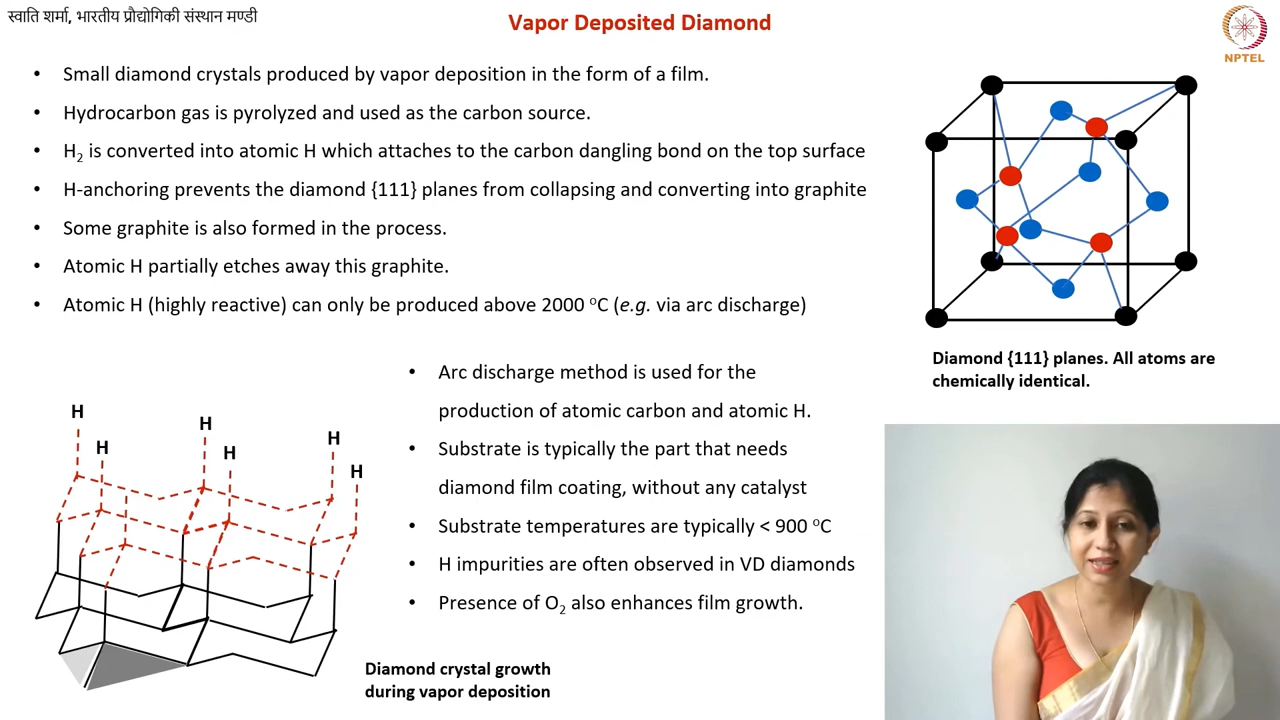 स्वाति शर्मा, भारतीय प्रौद्योगिकी संस्थान मण्डी
Vapor Deposited Diamond
NPTEL
• Small diamond crystals produced by vapor deposition in the form of a film.
• Hydrocarbon gas is pyrolyzed and used as the carbon source.
• H₂ is converted into atomic H which attaches to the carbon dangling bond on the top surface
• H-anchoring prevents the diamond {111} planes from collapsing and converting into graphite
• Some graphite is also formed in the process.
• Atomic H partially etches away this graphite.
• Atomic H (highly reactive) can only be produced above 2000 ᵒC (e.g. via arc discharge)
Diamond {111} planes. All atoms are
chemically identical.
• Arc discharge method is used for the
production of atomic carbon and atomic H.
• Substrate is typically the part that needs
diamond film coating, without any catalyst
• Substrate temperatures are typically < 900 ᵒC
• H impurities are often observed in VD diamonds
• Presence of O₂ also enhances film growth.
H
H
H
H
H
H
Diamond crystal growth
during vapor deposition